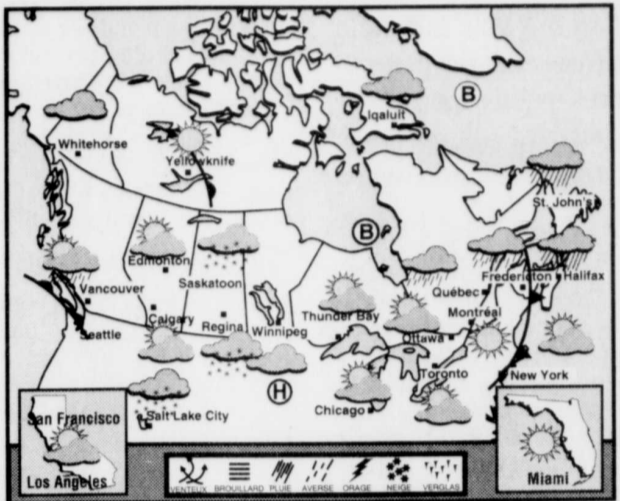 B
Iqaluit
Whitehorse
Yellowknife
St. John's
B
Edmonton
Saskatoon
Fredericton
Halifax
Vancouver
Québec
Calgary
Regina
Winnipeg
Thunder Bay
Montréal
Seattle
Ottawa
Toronto
H
New York
San Francisco
Salt Lake City
Chicago
Los Angeles
Miami
VENTEUX BROUILLARD PLUIE AVERSE ORAGE NEIGE VERGLAS